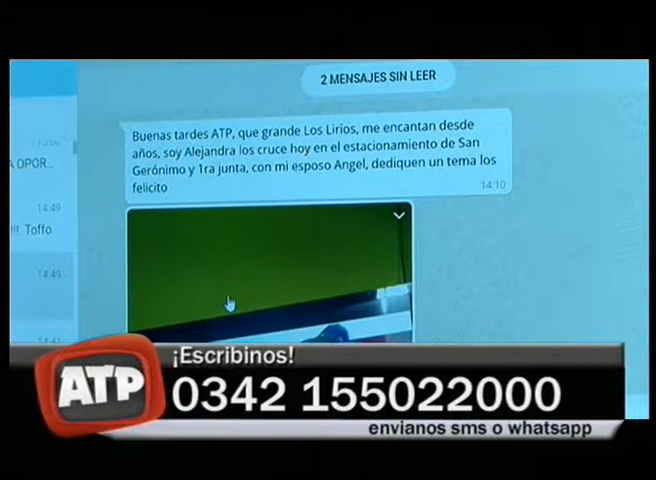 2 MENSAJES SIN LEER
Buenas tardes ATP, que grande Los Lirios, me encantan desde
años, soy Alejandra los cruce hoy en el estacionamiento de San
Gerónimo y 1ra junta, con mi esposo Angel, dediquen un tema los
felicito
14:10
A OPOR...
14:49
!!! Toffo
14:49
¡Escribinos!
ATP
0342 155022000
envianos sms o whatsapp